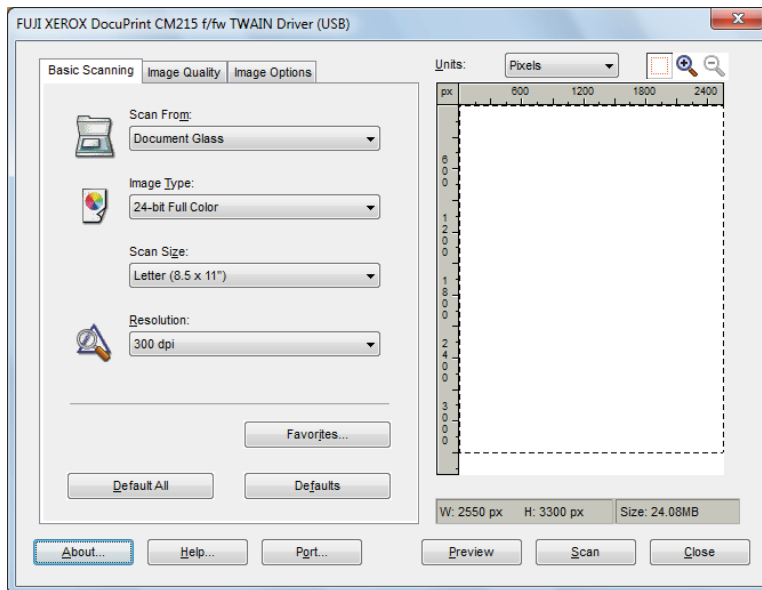 FUJI XEROX DocuPrint CM215 f/fw TWAIN Driver (USB)
Basic Scanning
Image Quality
Image Options
Scan From:
Document Glass
Image Type:
24-bit Full Color
Scan Size:
Letter (8.5 x 11")
Resolution:
300 dpi
Favorites...
Default All
Defaults
Units:
Pixels
px
600
1200
1800
2400
600
1200
1800
2400
3000
W: 2550 px
H: 3300 px
Size: 24.08MB
About...
Help...
Port...
Preview
Scan
Close